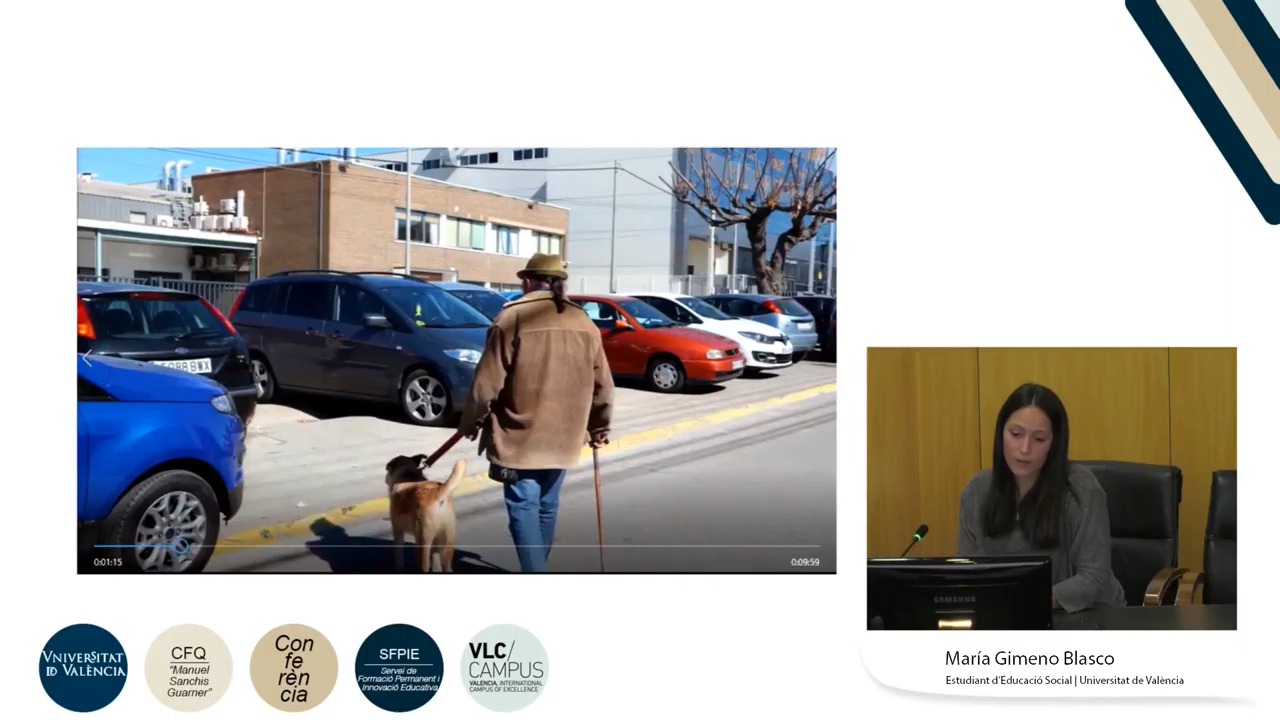 0:01:15
0:09:59
SAMSUNG
María Gimeno Blasco
Estudiant d'Educació Social | Universitat de València
VNIVERSITAT
ID VALÈNCIA
CFQ
"Manuel
Sanchis
Guarner"
Con
fe
rèn
cia
SFPIE
Servei de
Formació Permanent i
Innovació Educativa
VLC/
CAMPUS
VALENCIA, INTERNATIONAL
CAMPUS OF EXCELLENCE